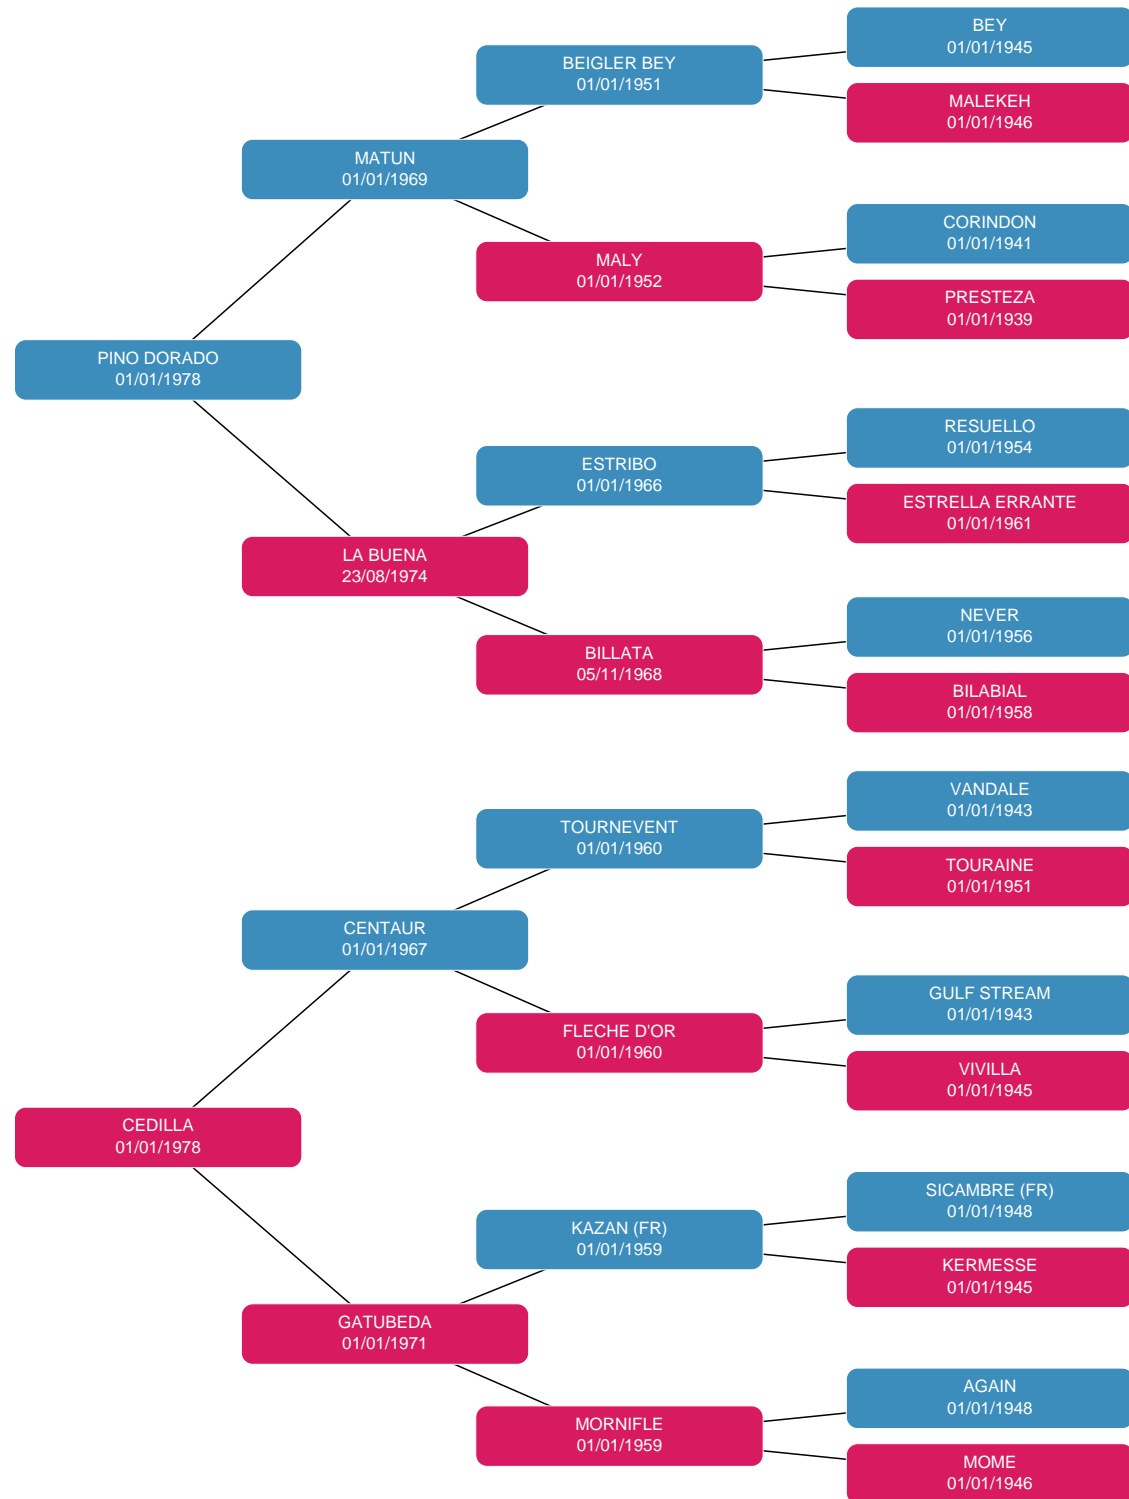 BEY
01/01/1945
BEIGLER BEY
01/01/1951
MALEKEH
01/01/1946
MATUN
01/01/1969
CORINDON
01/01/1941
MALY
01/01/1952
PRESTEZA
01/01/1939
PINO DORADO
01/01/1978
RESUELLO
01/01/1954
ESTRIBO
01/01/1966
ESTRELLA ERRANTE
01/01/1961
LA BUENA
23/08/1974
NEVER
01/01/1956
BILLATA
05/11/1968
BILABIAL
01/01/1958
VANDALE
01/01/1943
TOURNEVENT
01/01/1960
TOURAINE
01/01/1951
CENTAUR
01/01/1967
GULF STREAM
01/01/1943
FLECHE D'OR
01/01/1960
VIVILLA
01/01/1945
CEDILLA
01/01/1978
SICAMBRE (FR)
01/01/1948
KAZAN (FR)
01/01/1959
KERMESSE
01/01/1945
GATUBEDA
01/01/1971
AGAIN
01/01/1948
MORNIFLE
01/01/1959
MOME
01/01/1946